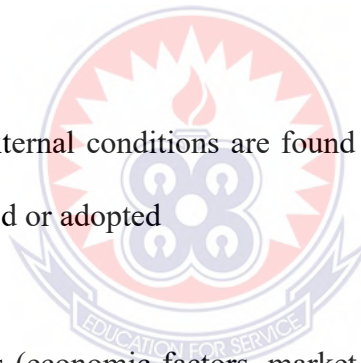 ternal conditions are found
d or adopted
EDUCATION FOR SERVICE
(economic factors, market